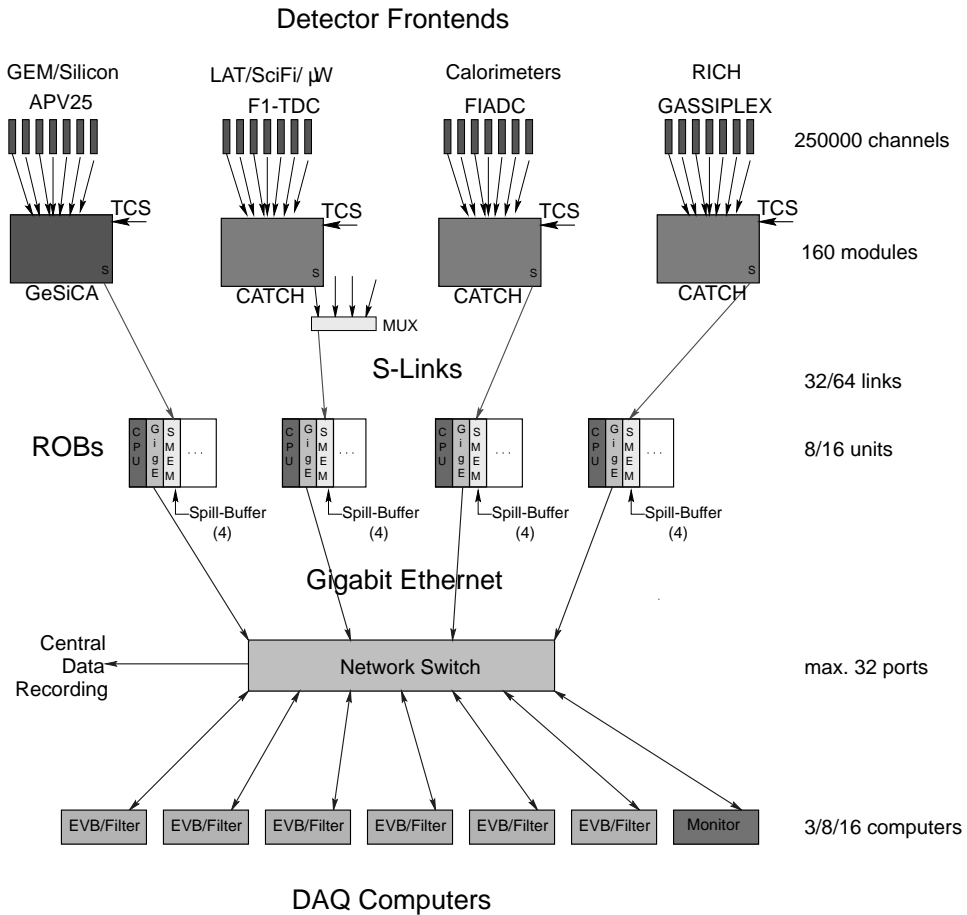 Detector Frontends
GEM/Silicon
LAT/SciFi/ µW
Calorimeters
RICH
APV25
F1-TDC
FIADC
GASSIPLEX
250000 channels
TCS
TCS
TCS
TCS
S
S
S
S
160 modules
GeSiCA
CATCH
CATCH
CATCH
MUX
S-Links
32/64 links
ROBs
CPU
GigE
SMEM
...
CPU
GigE
SMEM
...
CPU
GigE
SMEM
...
CPU
GigE
SMEM
...
8/16 units
Spill-Buffer
(4)
Spill-Buffer
(4)
Spill-Buffer
(4)
Spill-Buffer
(4)
Gigabit Ethernet
Central
Data
Recording
Network Switch
max. 32 ports
EVB/Filter
EVB/Filter
EVB/Filter
EVB/Filter
EVB/Filter
EVB/Filter
Monitor
3/8/16 computers
DAQ Computers